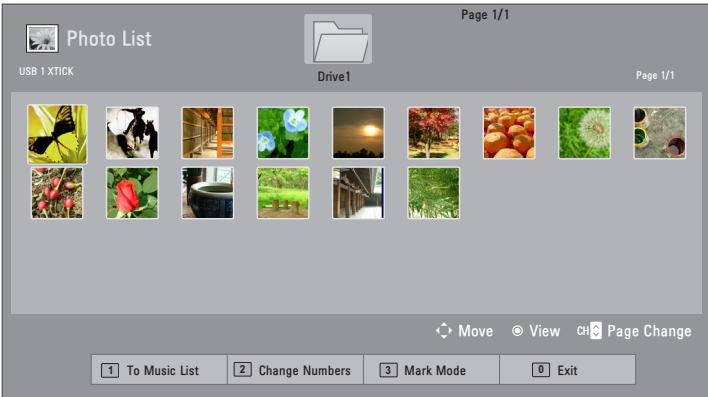 Page 1/1
Photo List
USB 1 XTICK
Drive1
Page 1/1
Move View CH Page Change
1 To Music List 2 Change Numbers 3 Mark Mode 0 Exit